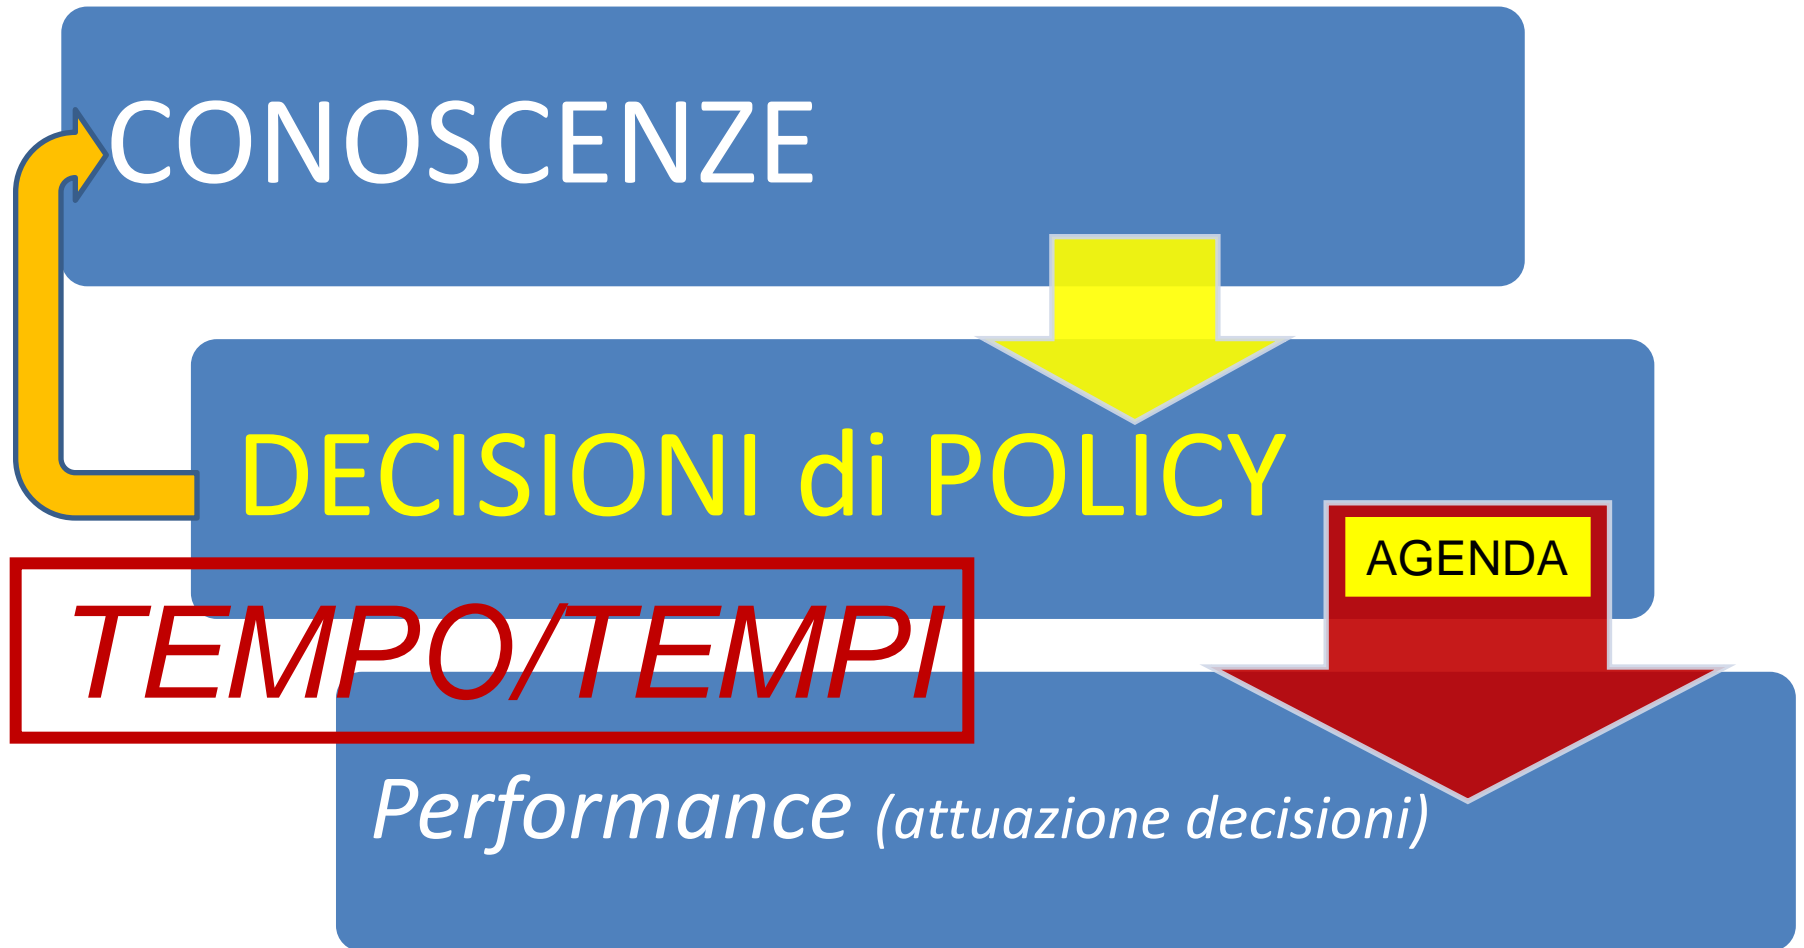 CONOSCENZE
DECISIONI di POLICY
AGENDA
TEMPO/TEMPI
Performance (attuazione decisioni)